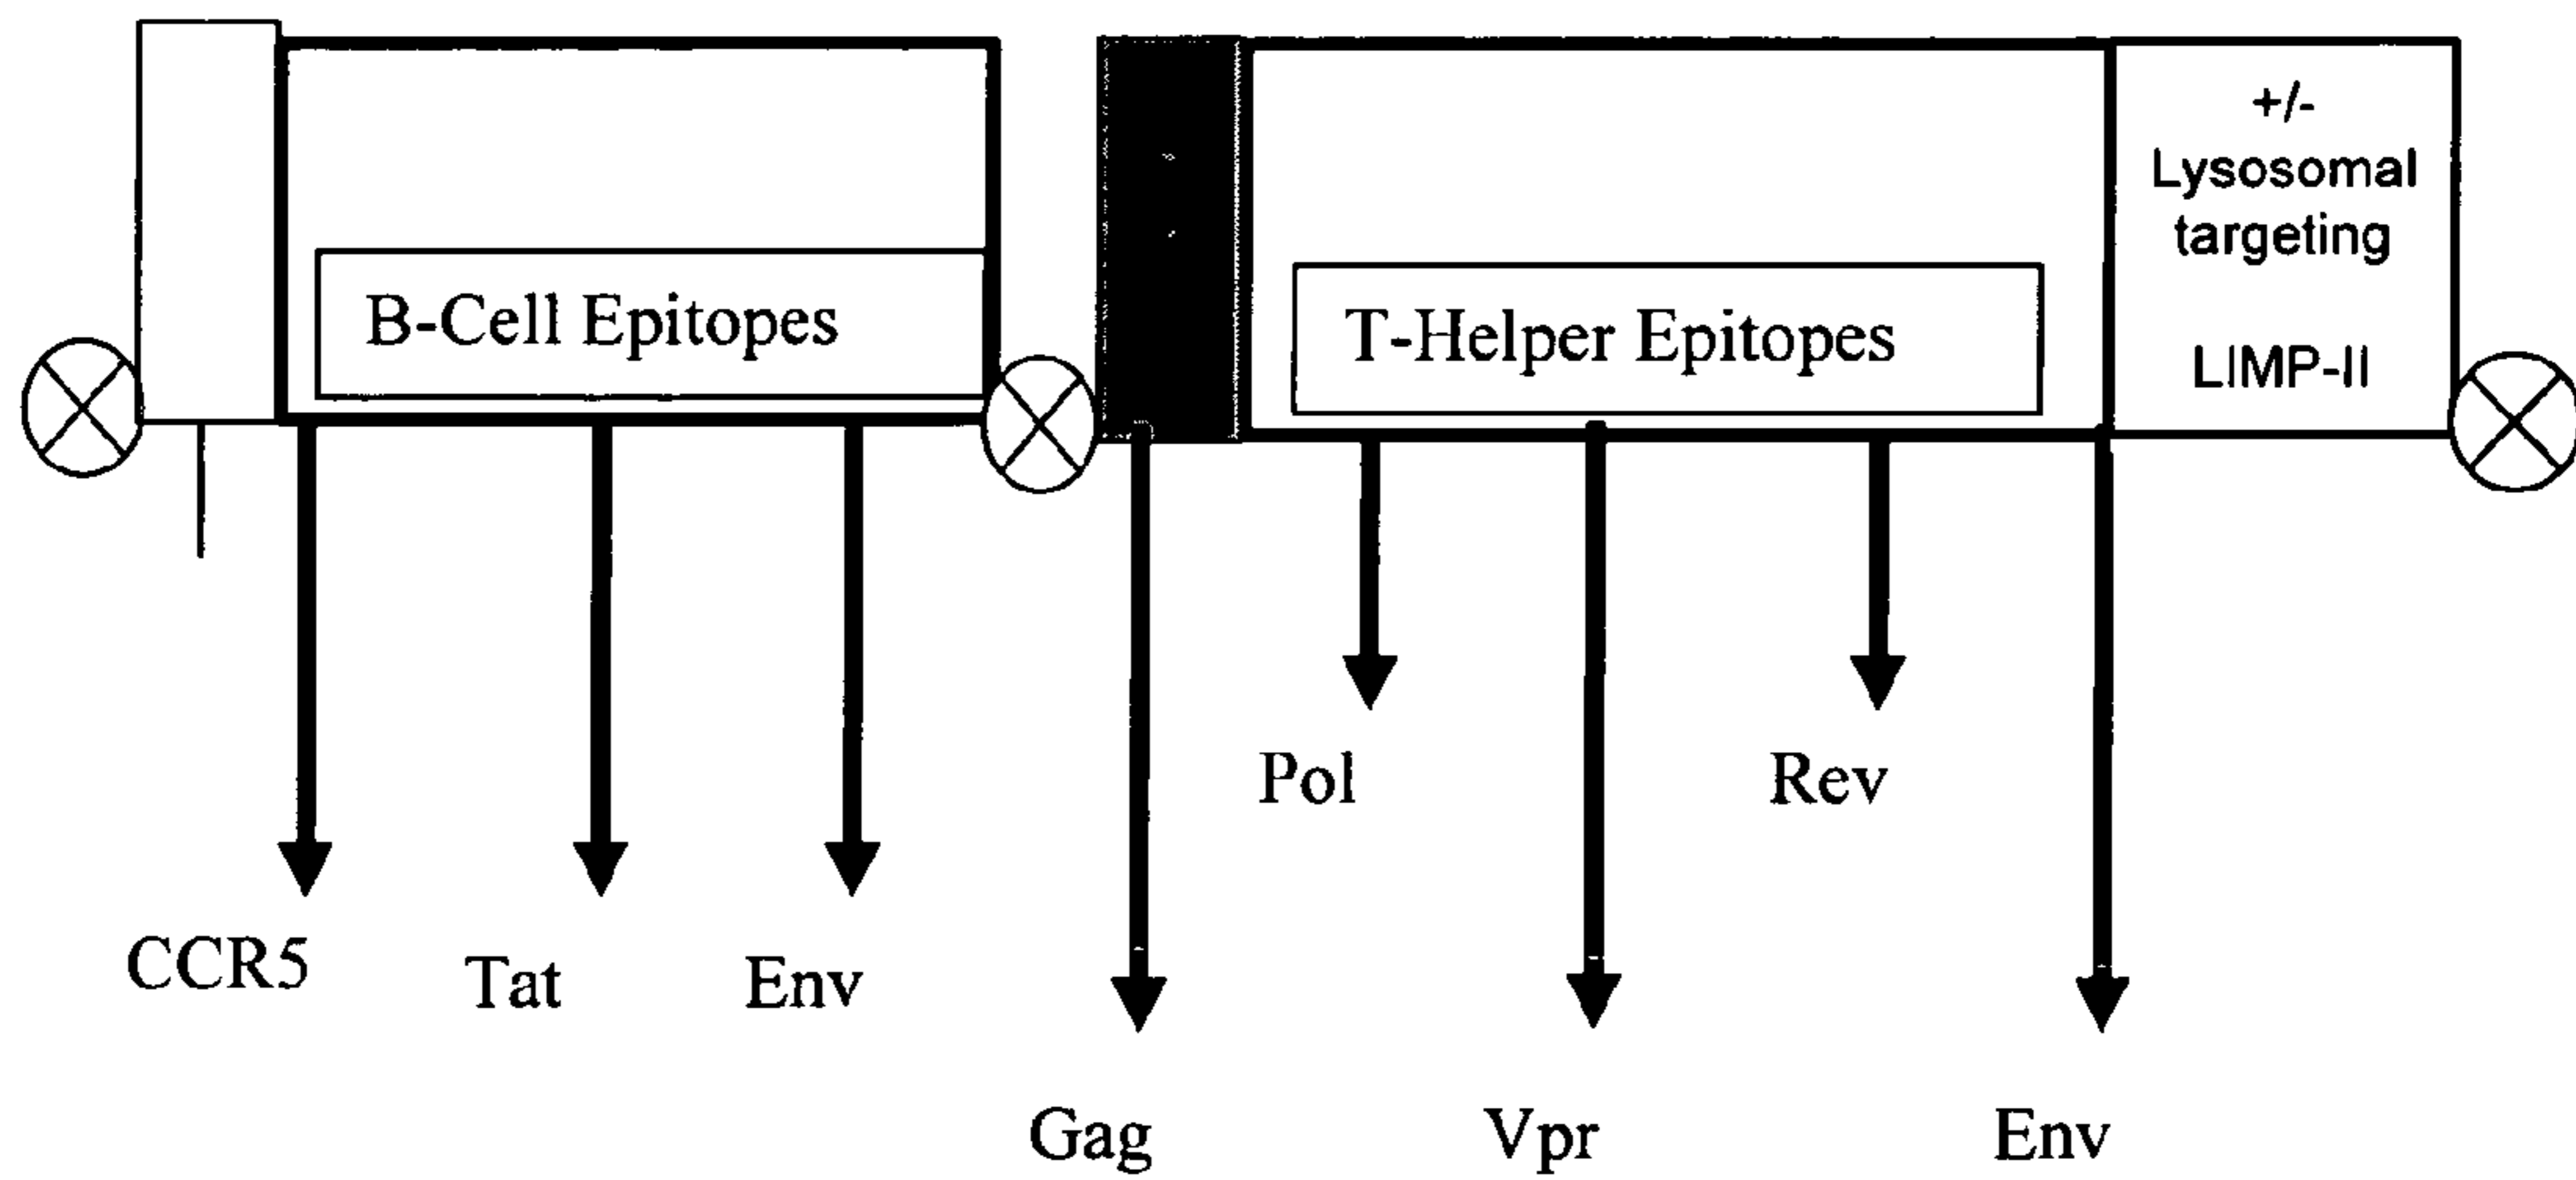 +/-
Lysosomal
targeting
LIMP-II
B-Cell Epitopes
T-Helper Epitopes
Pol
Rev
CCR5
Tat
Env
Gag
Vpr
Env